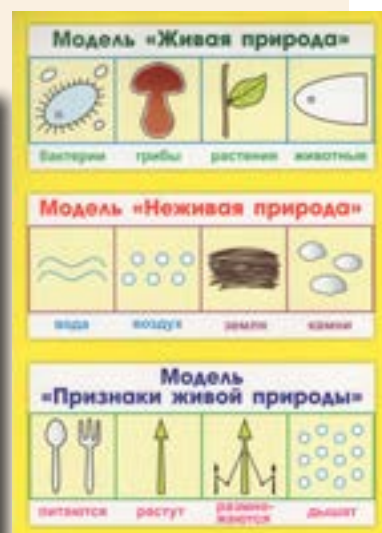 Модель «Живая природа»
бактерии грибы растения животные
Модель «Неживая природа»
вода воздух земля камни
Модель
«Признаки живой природы»
питаются растут размно-
жаются дышат